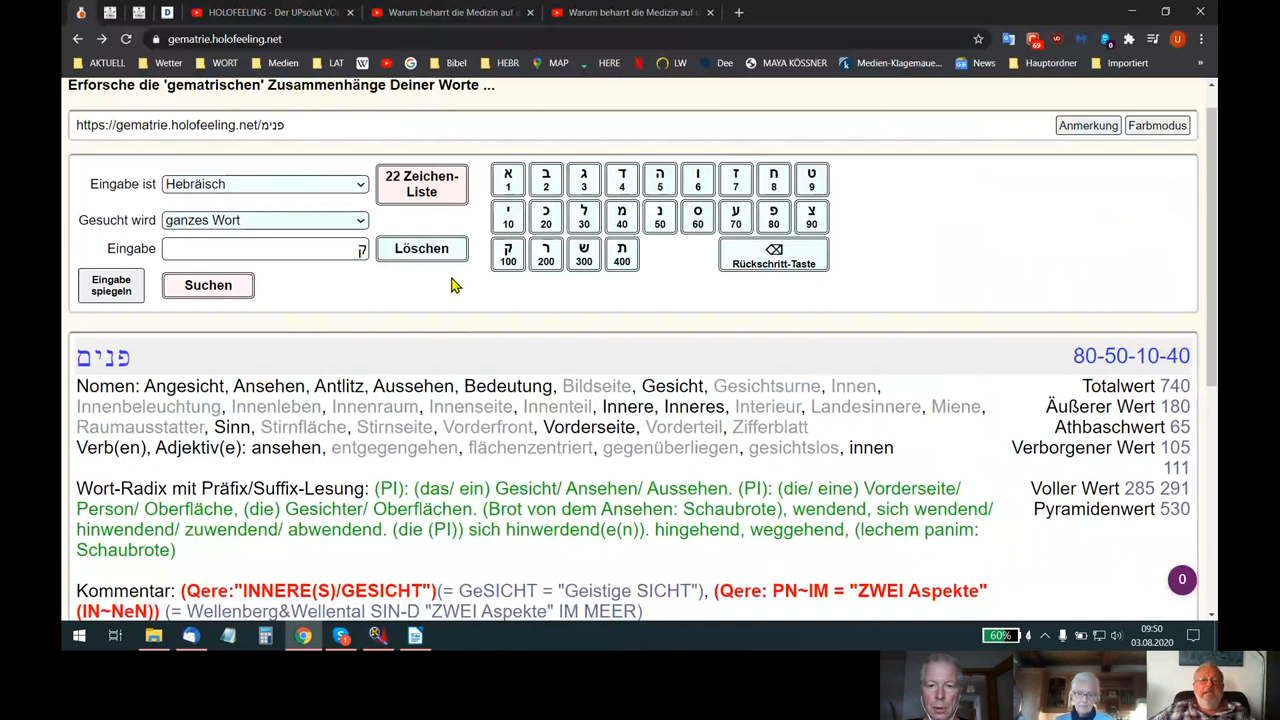 HOLOFEELING - Der UPsolut VOI
Warum beharrt die Medizin auf
Warum beharrt die Medizin auf
gematrie.holofeeling.net
69
0
U
AKTUELL Wetter WORT Medien LAT Bibel HEBR MAP HERE LW Dee MAYA KÖSSNER Medien-Klagemaue... News Hauptordner Importiert »
Erforsche die 'gematrischen' Zusammenhänge Deiner Worte ...
https://gematrie.holofeeling.net/פנימ
Anmerkung Farbmodus
Eingabe ist Hebräisch
22 Zeichen-
Liste
Gesucht wird ganzes Wort
Eingabe ק
Löschen
Eingabe
spiegeln
Suchen
א ב ג ד ה ו ז ח ט
1 2 3 4 5 6 7 8 9
י כ ל מ נ ס ע פ צ
10 20 30 40 50 60 70 80 90
ק ר ש ת
100 200 300 400
Rückschritt-Taste
פנים
80-50-10-40
Nomen: Angesicht, Ansehen, Antlitz, Aussehen, Bedeutung, Bildseite, Gesicht, Gesichtsurne, Innen,
Innenbeleuchtung, Innenleben, Innenraum, Innenseite, Innenteil, Innere, Inneres, Interieur, Landesinnere, Miene,
Raumausstatter, Sinn, Stirnfläche, Stirnseite, Vorderfront, Vorderseite, Vorderteil, Zifferblatt
Verb(en), Adjektiv(e): ansehen, entgegengehen, flächenzentriert, gegenüberliegen, gesichtslos, innen
Totalwert 740
Äußerer Wert 180
Athbaschwert 65
Verborgener Wert 105
111
Voller Wert 285 291
Pyramidenwert 530
Wort-Radix mit Präfix/Suffix-Lesung: (PI): (das/ ein) Gesicht/ Ansehen/ Aussehen. (PI): (die/ eine) Vorderseite/
Person/ Oberfläche, (die) Gesichter/ Oberflächen. (Brot von dem Ansehen: Schaubrote), wendend, sich wendend/
hinwendend/ zuwendend/ abwendend. (die (PI)) sich hinwerdend(e(n)). hingehend, weggehend, (lechem panim:
Schaubrote)
Kommentar: (Qere:"INNERE(S)/GESICHT")(= GeSICHT = "Geistige SICHT"), (Qere: PN~IM = "ZWEI Aspekte"
(IN~NeN)) (= Wellenberg&Wellental SIN-D "ZWEI Aspekte" IM MEER)
0
60%
09:50
03.08.2020